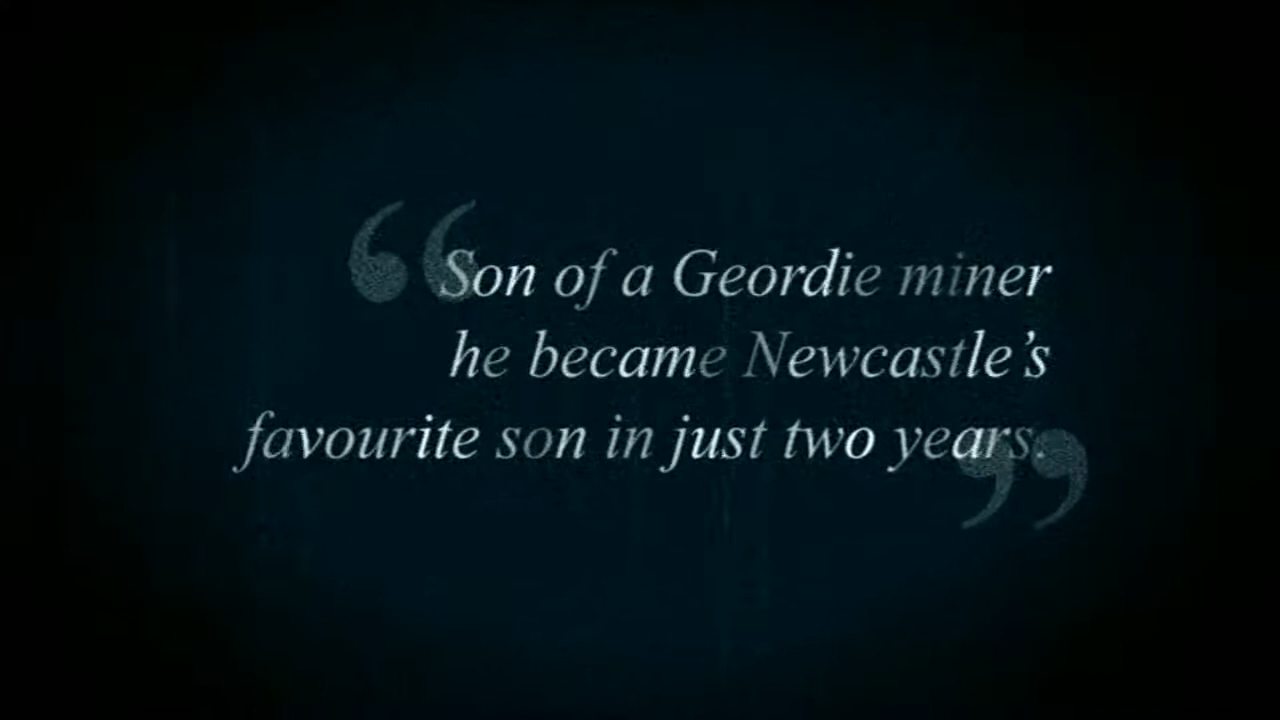 “Son of a Geordie miner
he became Newcastle’s
favourite son in just two years.”